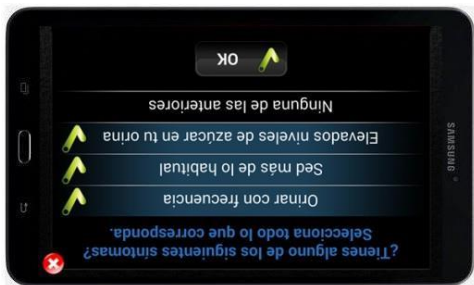 ¿Tienes alguno de los siguientes síntomas?
Selecciona todo lo que corresponda.
Orinar con frecuencia
Sed más de lo habitual
Elevados niveles de azúcar en tu orina
Ninguna de las anteriores
OK
SAMSUNG